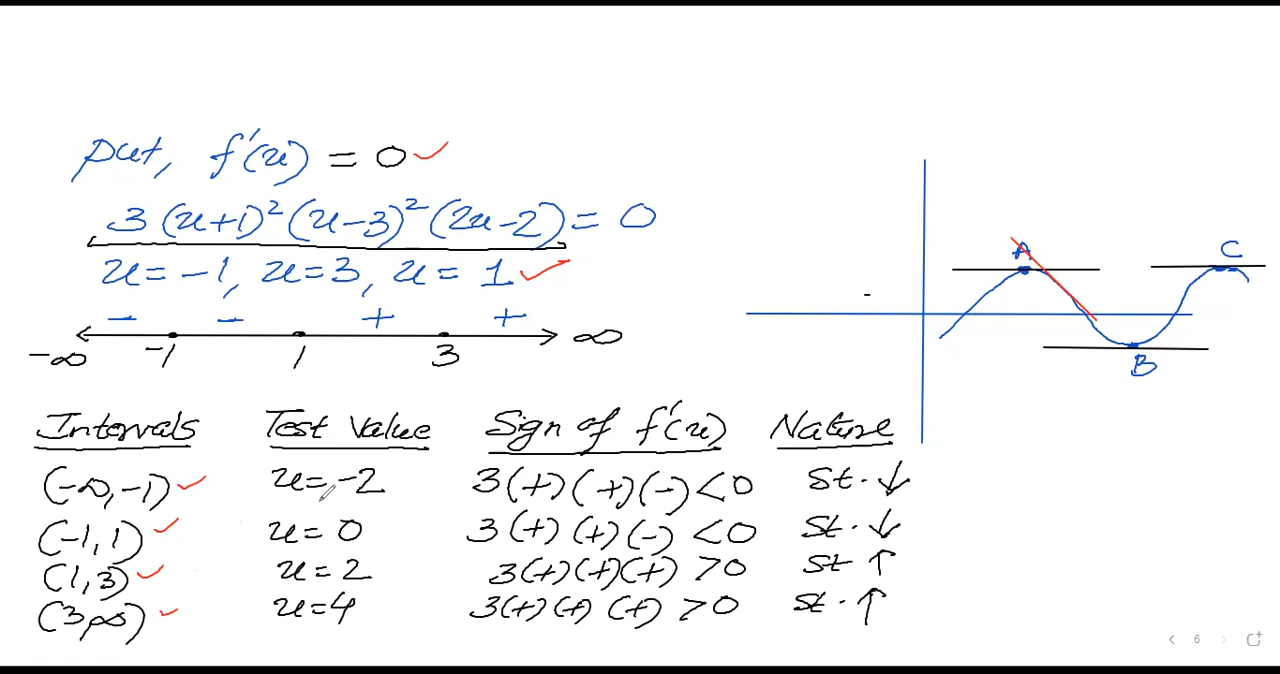 put, f'(x) = 0 ✓
3(x+1)²(x-3)²(2x-2) = 0
x = -1, x = 3, x = 1 ✓
- - + +
-∞ -1 1 3 ∞
A
B
C
Intervals Test Value Sign of f'(x) Nature
(-∞, -1) ✓ x = -2 3(+)(+)(-) < 0 St. ↓
(-1, 1) ✓ x = 0 3(+)(+)(-) < 0 St. ↓
(1, 3) ✓ x = 2 3(+)(+)(+) > 0 St ↑
(3, ∞) ✓ x = 4 3(+)(+)(+) > 0 St. ↑
6